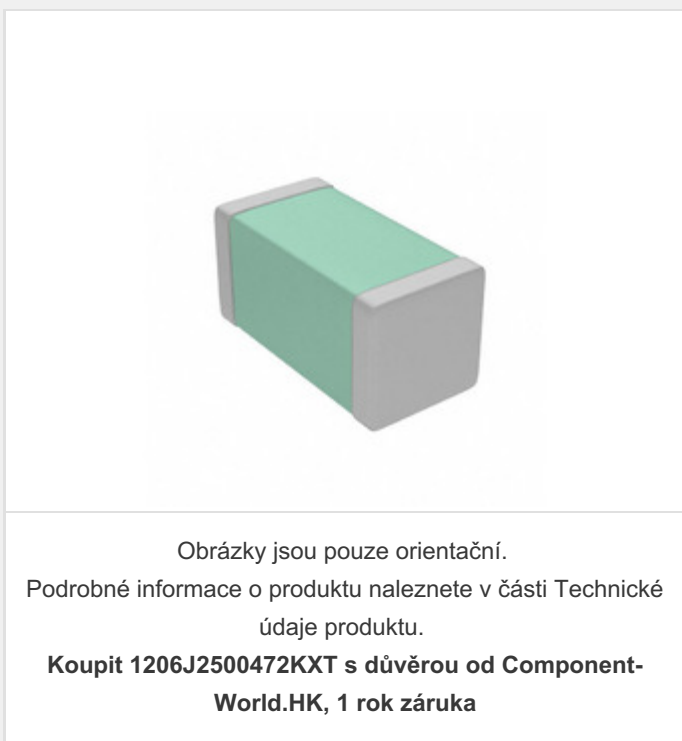 Obrázky jsou pouze orientační.
Podrobné informace o produktu naleznete v části Technické
údaje produktu.
Koupit 1206J2500472KXT s důvěrou od Component-
World.HK, 1 rok záruka